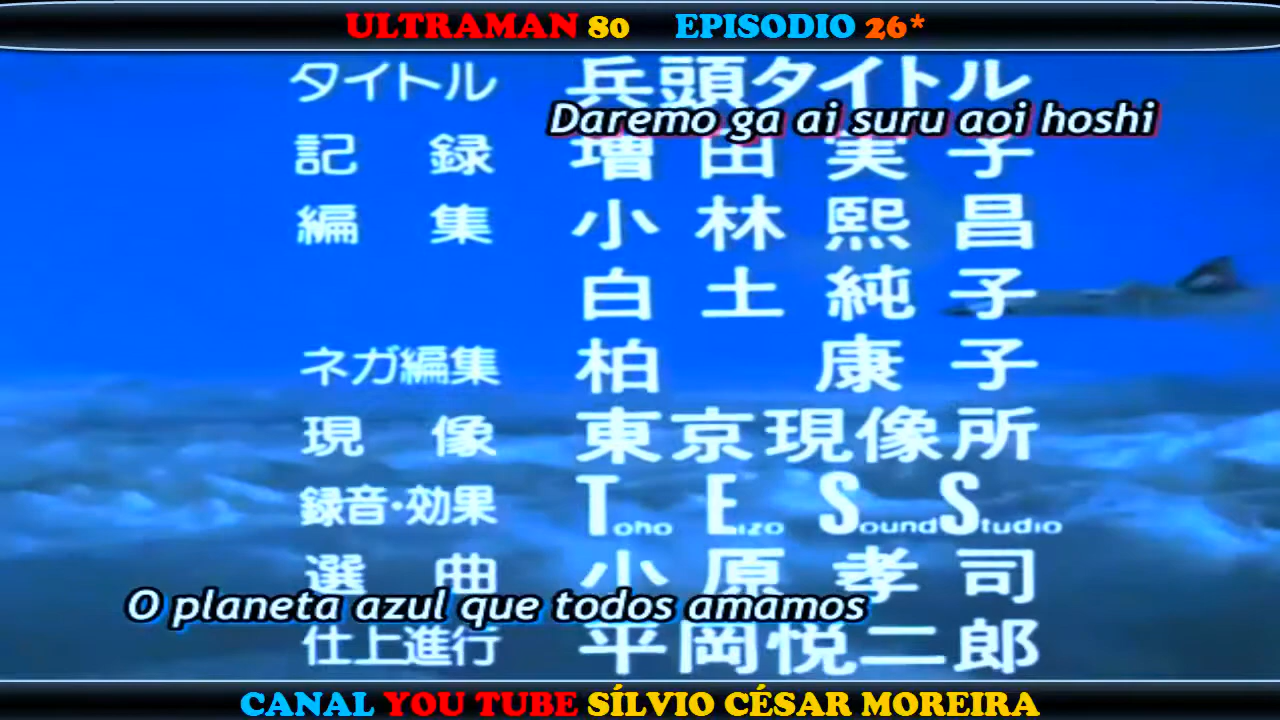 ULTRAMAN 80 EPISODIO 26*
タイトル 兵頭タイトル
Daremo ga ai suru aoi hoshi
記録 増田実子
編集 小林熙昌
白土純子
ネガ編集 柏康子
現像 東京現像所
録音・効果 Toho Eizo Sound Studio
選曲 小原孝司
O planeta azul que todos amamos
仕上進行 平岡悦二郎
CANAL YOU TUBE SÍLVIO CÉSAR MOREIRA